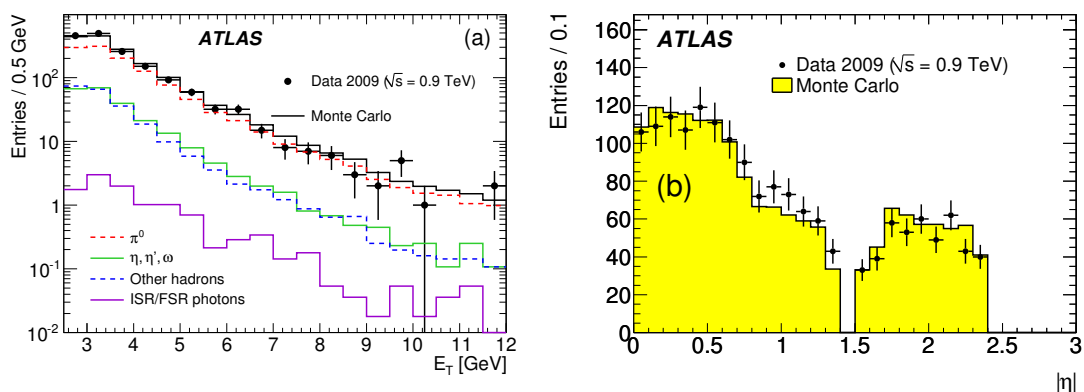 ATLAS
(a)
Data 2009 (√s = 0.9 TeV)
Monte Carlo
π⁰
η, η', ω
Other hadrons
ISR/FSR photons
Entries / 0.5 GeV
10²
10
1
10⁻¹
10⁻²
3 4 5 6 7 8 9 10 11 12
E_T [GeV]
ATLAS
Data 2009 (√s = 0.9 TeV)
Monte Carlo
(b)
Entries / 0.1
160
140
120
100
80
60
40
20
0
0 0.5 1 1.5 2 2.5 3
|η|